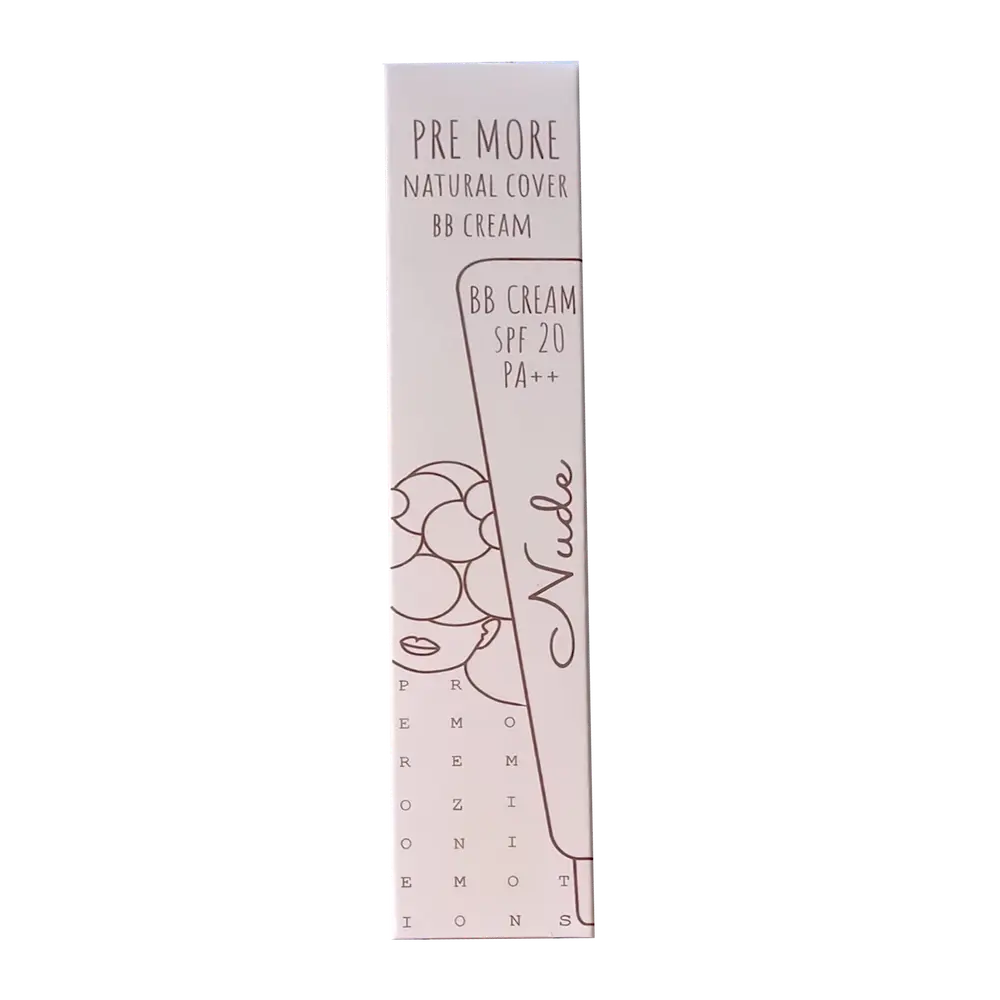 PRE MORE
NATURAL COVER
BB CREAM
BB CREAM
SPF 20
PA++
Nude
P R
E M O
R E M
O Z I
O N I
E M O T
I O N S